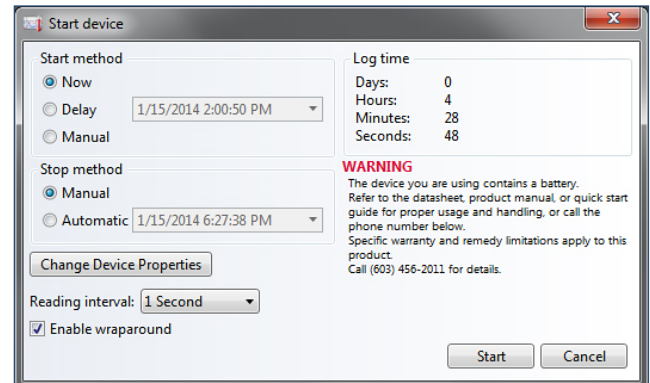 Start device
Start method
Now
Delay 1/15/2014 2:00:50 PM
Manual
Stop method
Manual
Automatic 1/15/2014 6:27:38 PM
Change Device Properties
Reading interval: 1 Second
Enable wraparound
Log time
Days: 0
Hours: 4
Minutes: 28
Seconds: 48
WARNING
The device you are using contains a battery.
Refer to the datasheet, product manual, or quick start
guide for proper usage and handling, or call the
phone number below.
Specific warranty and remedy limitations apply to this
product.
Call (603) 456-2011 for details.
Start Cancel